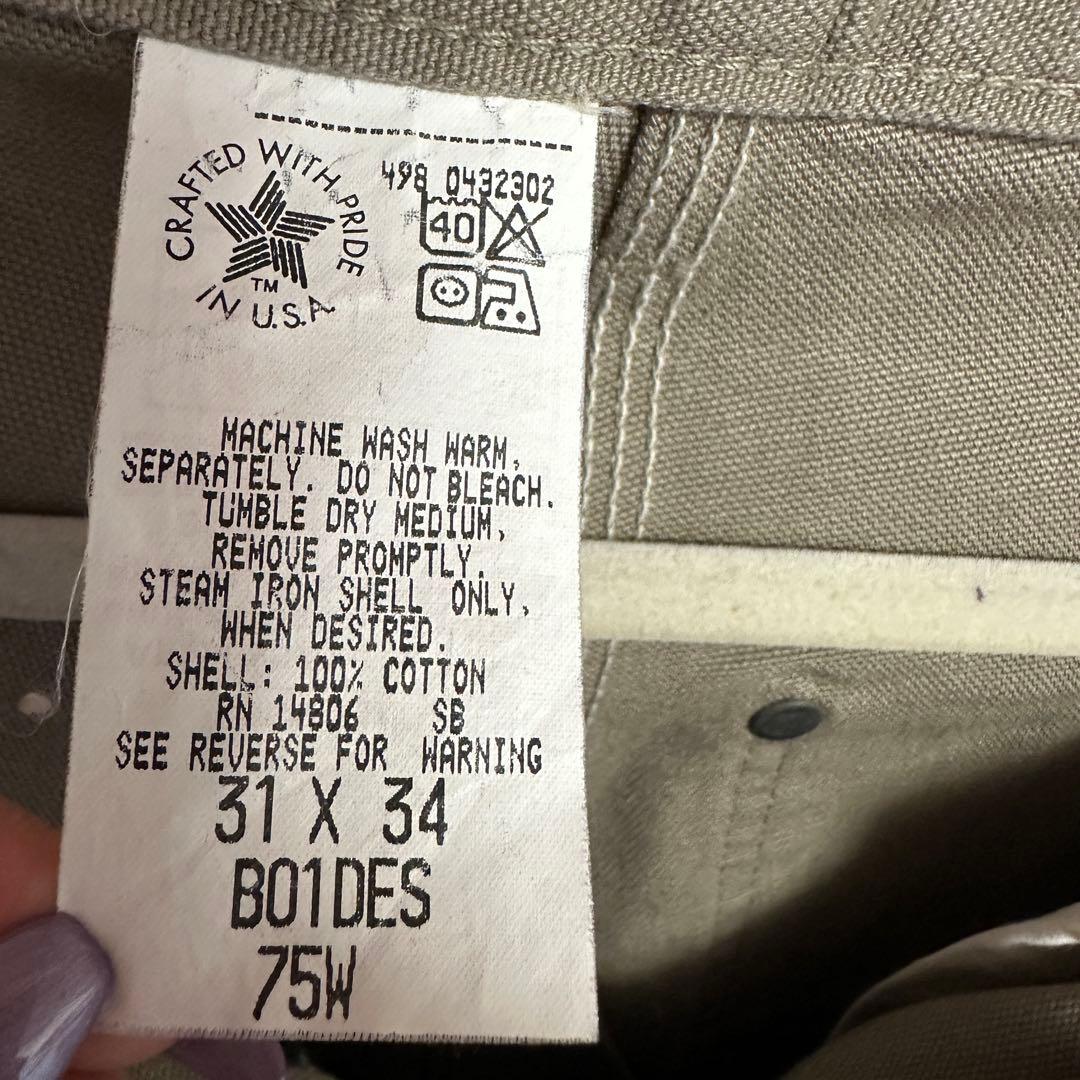 CRAFTED WITH PRIDE
IN U.S.A.
TM
498 0432302
40
MACHINE WASH WARM,
SEPARATELY. DO NOT BLEACH.
TUMBLE DRY MEDIUM,
REMOVE PROMPTLY.
STEAM IRON SHELL ONLY,
WHEN DESIRED.
SHELL: 100% COTTON
RN 14806 SB
SEE REVERSE FOR WARNING
31 X 34
B01DES
75W